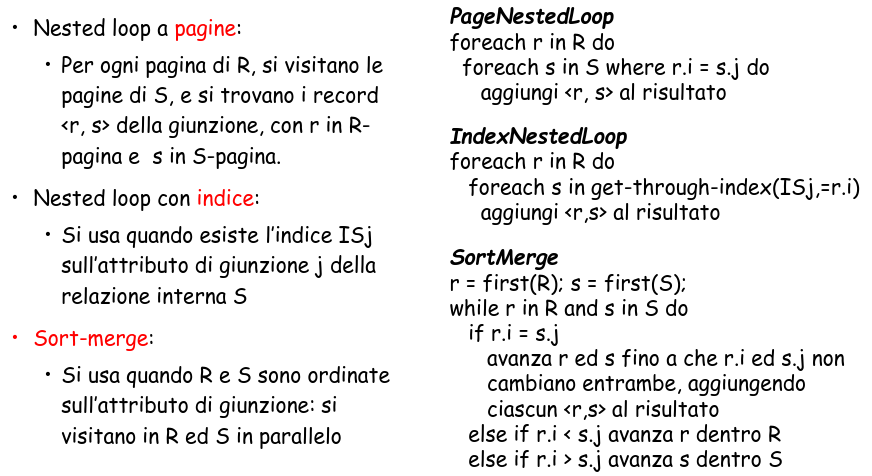 • Nested loop a pagine:
• Per ogni pagina di R, si visitano le
pagine di S, e si trovano i record
<r, s> della giunzione, con r in R-
pagina e s in S-pagina.
• Nested loop con indice:
• Si usa quando esiste l'indice ISj
sull'attributo di giunzione j della
relazione interna S
• Sort-merge:
• Si usa quando R e S sono ordinate
sull'attributo di giunzione: si
visitano in R ed S in parallelo
PageNestedLoop
foreach r in R do
foreach s in S where r.i = s.j do
aggiungi <r, s> al risultato
IndexNestedLoop
foreach r in R do
foreach s in get-through-index(ISj,=r.i)
aggiungi <r,s> al risultato
SortMerge
r = first(R); s = first(S);
while r in R and s in S do
if r.i = s.j
avanza r ed s fino a che r.i ed s.j non
cambiano entrambe, aggiungendo
ciascun <r,s> al risultato
else if r.i < s.j avanza r dentro R
else if r.i > s.j avanza s dentro S